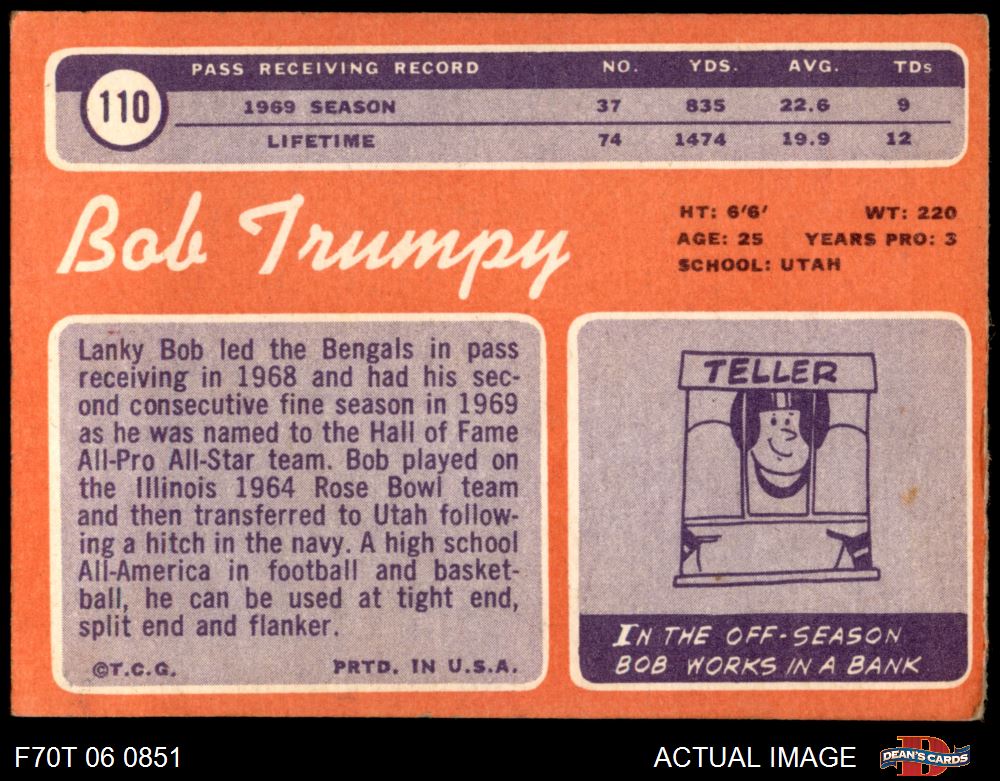 110
PASS RECEIVING RECORD NO. YDS. AVG. TDs
1969 SEASON 37 835 22.6 9
LIFETIME 74 1474 19.9 12
Bob Trumpy
HT: 6'6' WT: 220
AGE: 25 YEARS PRO: 3
SCHOOL: UTAH
Lanky Bob led the Bengals in pass
receiving in 1968 and had his sec-
ond consecutive fine season in 1969
as he was named to the Hall of Fame
All-Pro All-Star team. Bob played on
the Illinois 1964 Rose Bowl team
and then transferred to Utah follow-
ing a hitch in the navy. A high school
All-America in football and basket-
ball, he can be used at tight end,
split end and flanker.
©T.C.G. PRTD. IN U.S.A.
TELLER
IN THE OFF-SEASON
BOB WORKS IN A BANK
F70T 06 0851
ACTUAL IMAGE
DEAN'S CARDS